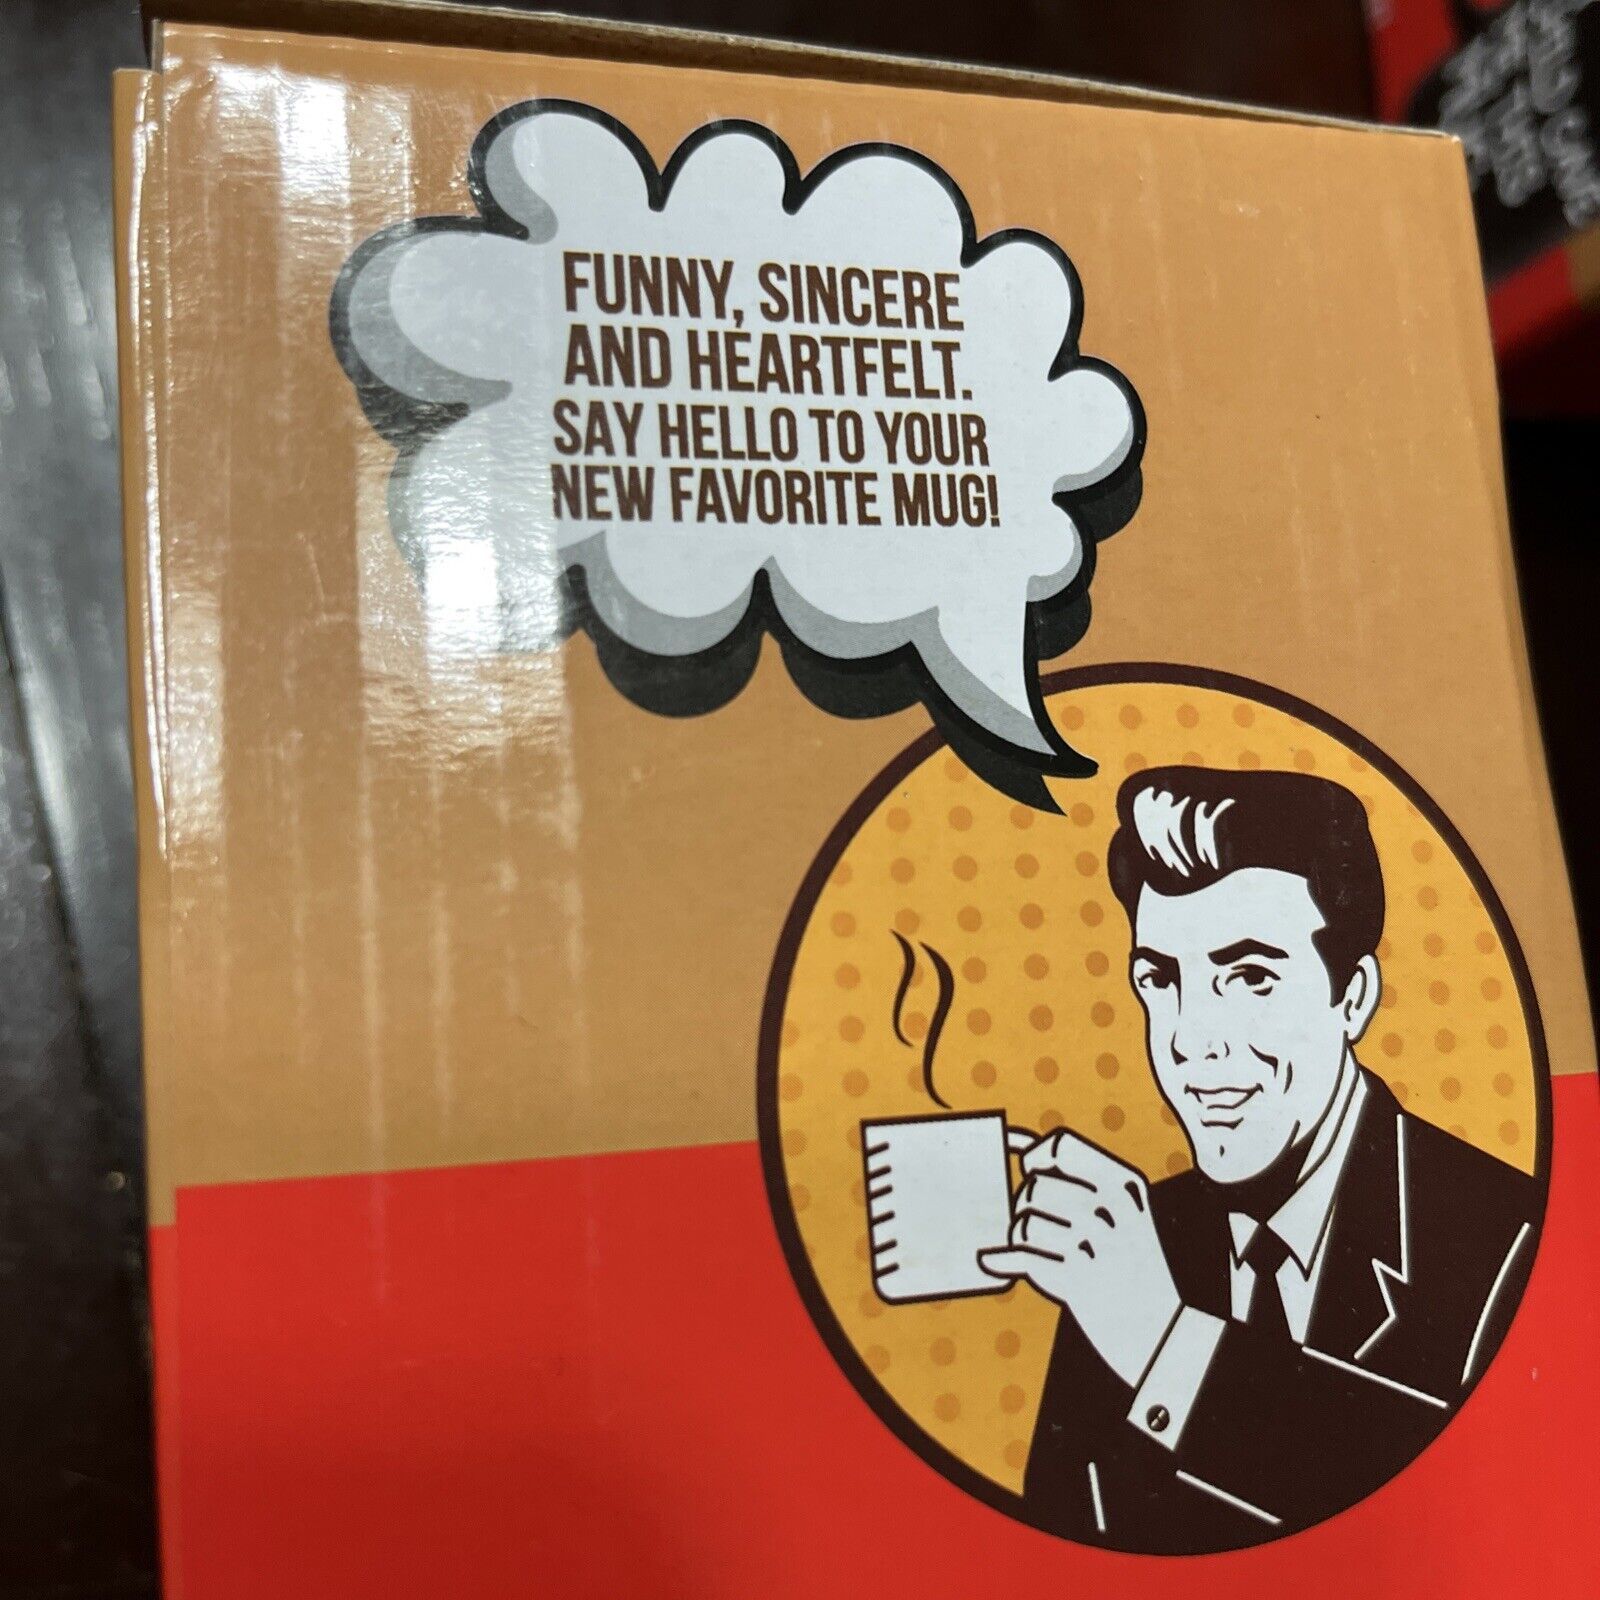 FUNNY, SINCERE
AND HEARTFELT.
SAY HELLO TO YOUR
NEW FAVORITE MUG!